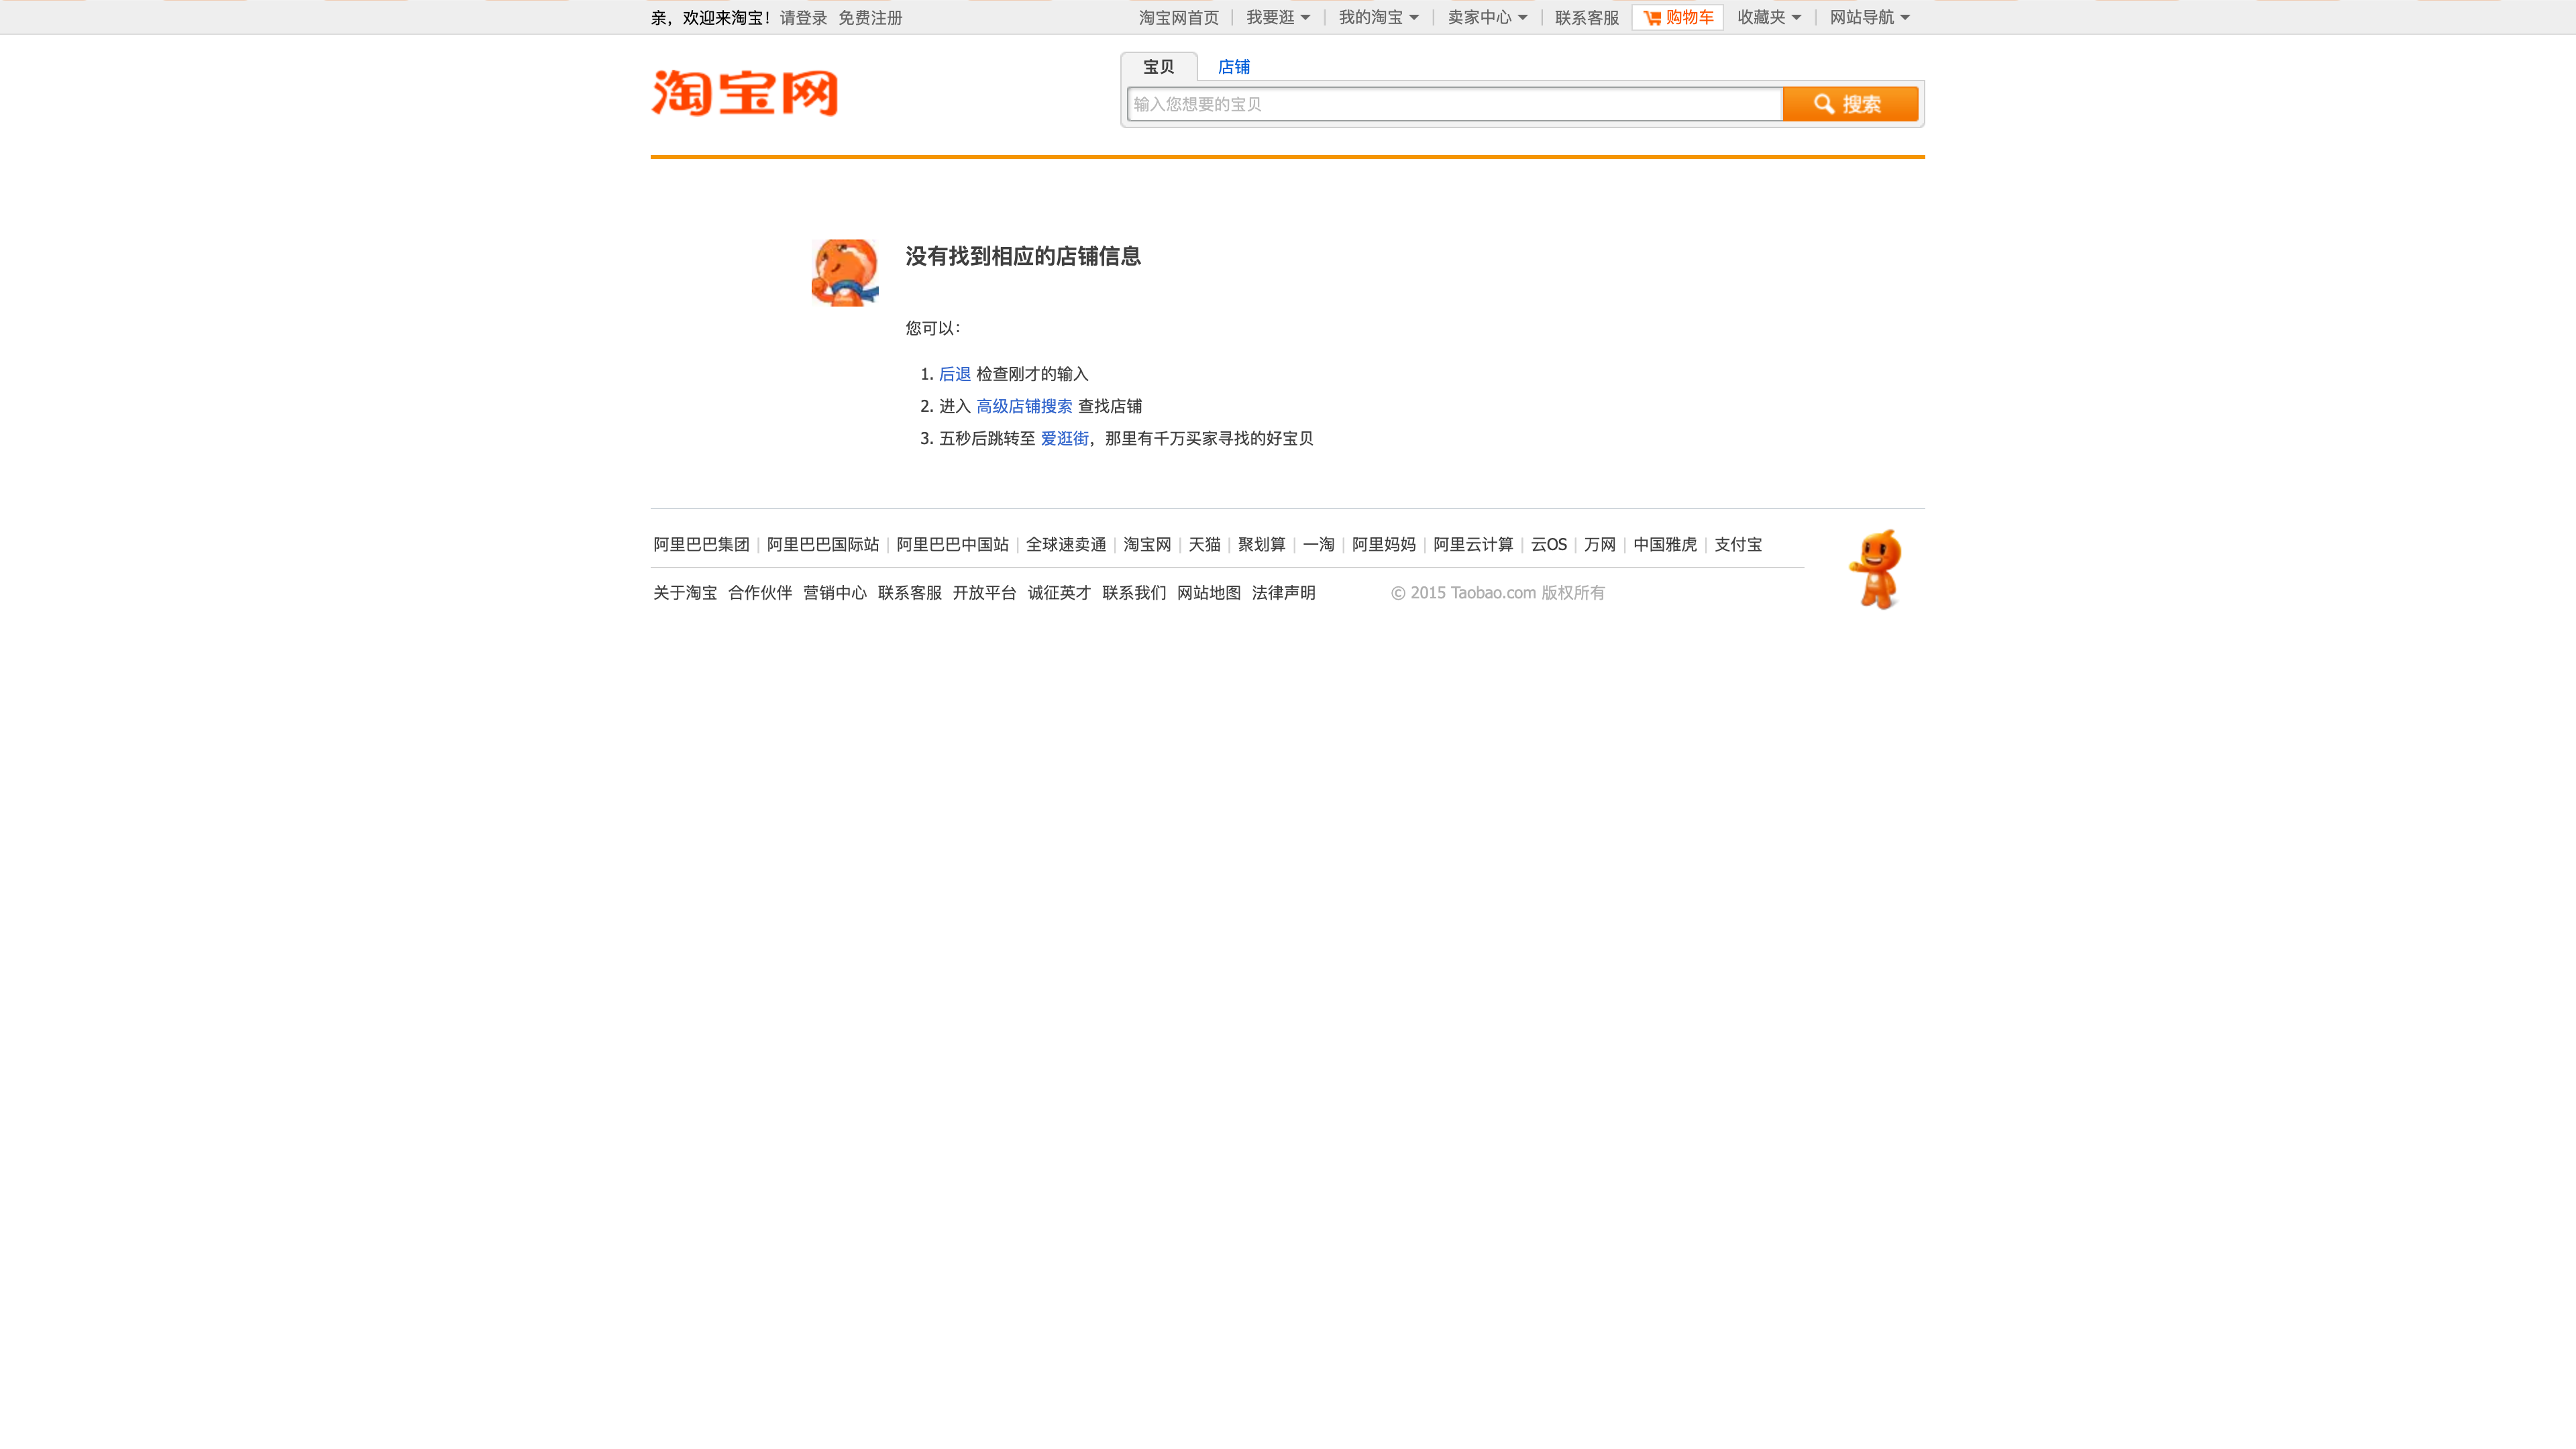 亲，欢迎来淘宝！ 请登录 免费注册 淘宝网首页 我要逛 我的淘宝 卖家中心 联系客服 购物车 收藏夹 网站导航
淘宝网
宝贝 店铺
输入您想要的宝贝 搜索
没有找到相应的店铺信息
您可以：
1. 后退 检查刚才的输入
2. 进入 高级店铺搜索 查找店铺
3. 五秒后跳转至 爱逛街，那里有千万买家寻找的好宝贝
阿里巴巴集团 | 阿里巴巴国际站 | 阿里巴巴中国站 | 全球速卖通 | 淘宝网 | 天猫 | 聚划算 | 一淘 | 阿里妈妈 | 阿里云计算 | 云OS | 万网 | 中国雅虎 | 支付宝
关于淘宝 合作伙伴 营销中心 联系客服 开放平台 诚征英才 联系我们 网站地图 法律声明 © 2015 Taobao.com 版权所有